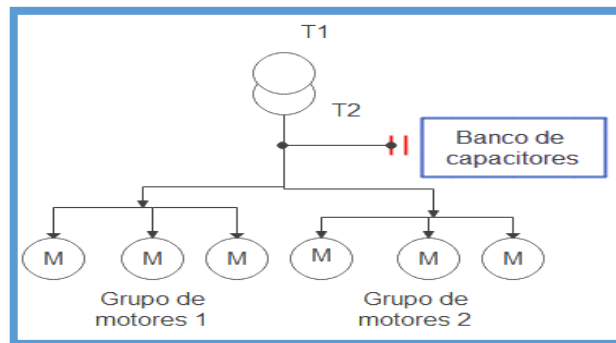 T1
T2
Banco de
capacitores
M
M
M
M
M
M
Grupo de
motores 1
Grupo de
motores 2